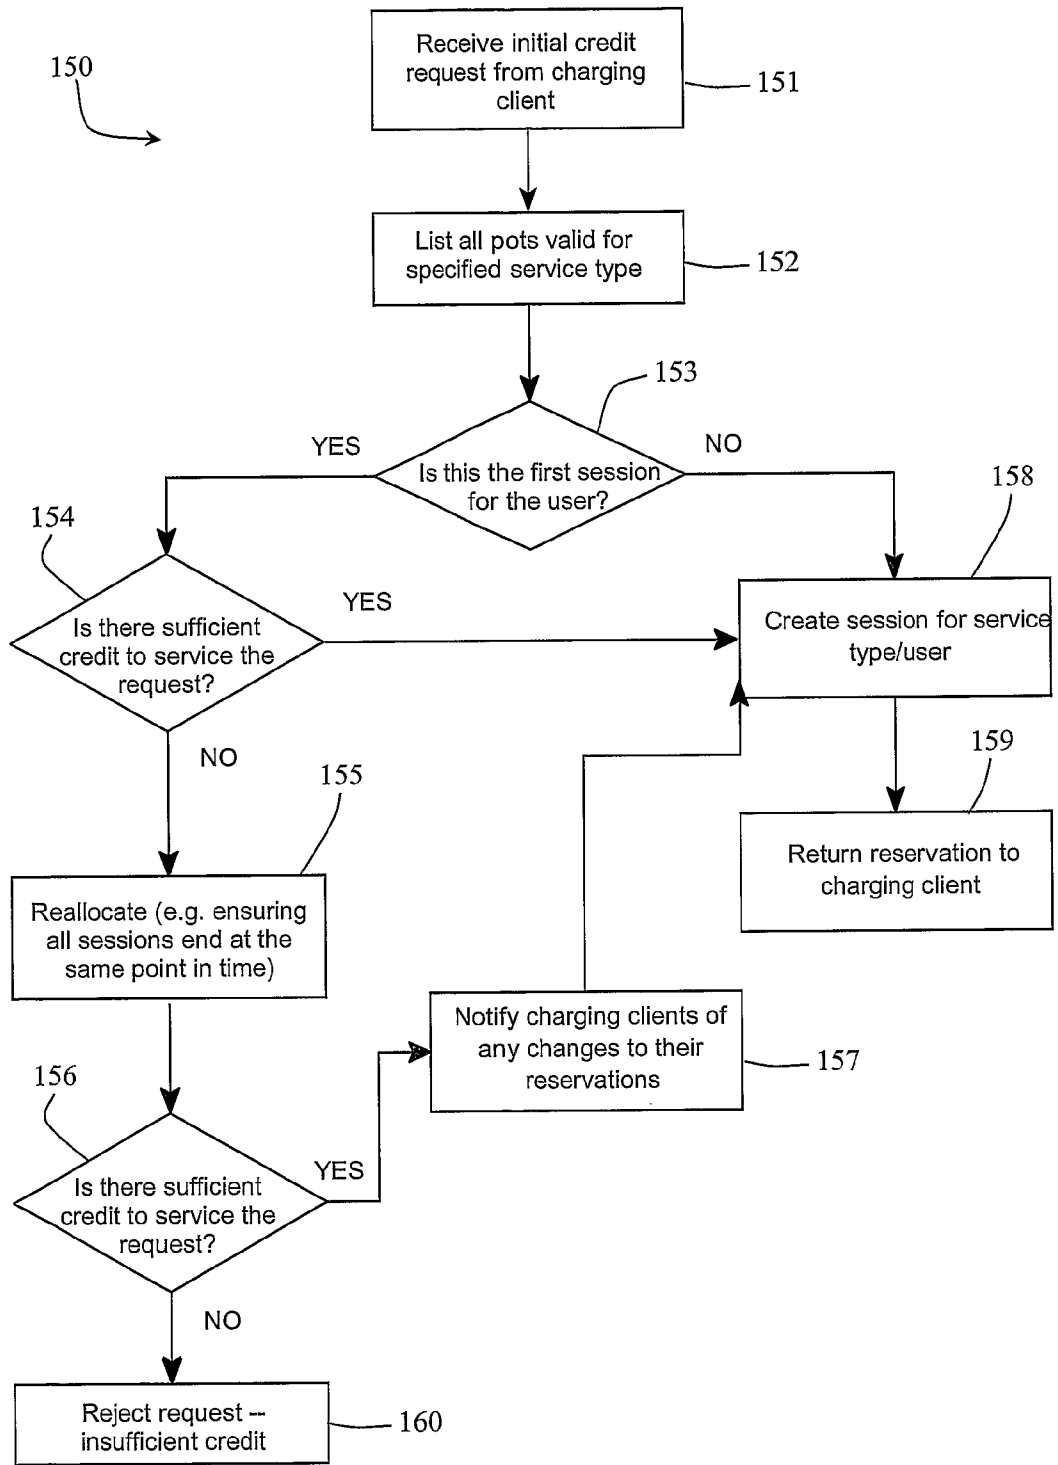 150
Receive initial credit
request from charging
client
151
List all pots valid for
specified service type
152
153
YES
Is this the first session
for the user?
NO
154
Is there sufficient
credit to service the
request?
YES
158
Create session for service
type/user
NO
155
159
Reallocate (e.g. ensuring
all sessions end at the
same point in time)
Return reservation to
charging client
Notify charging clients of
any changes to their
reservations
157
156
Is there sufficient
credit to service the
request?
YES
NO
Reject request --
insufficient credit
160